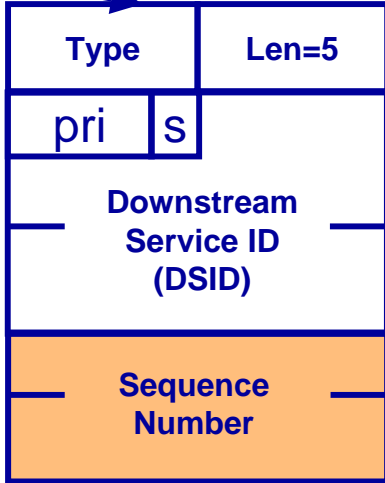 Type Len=5
pri s
Downstream
Service ID
(DSID)
Sequence
Number